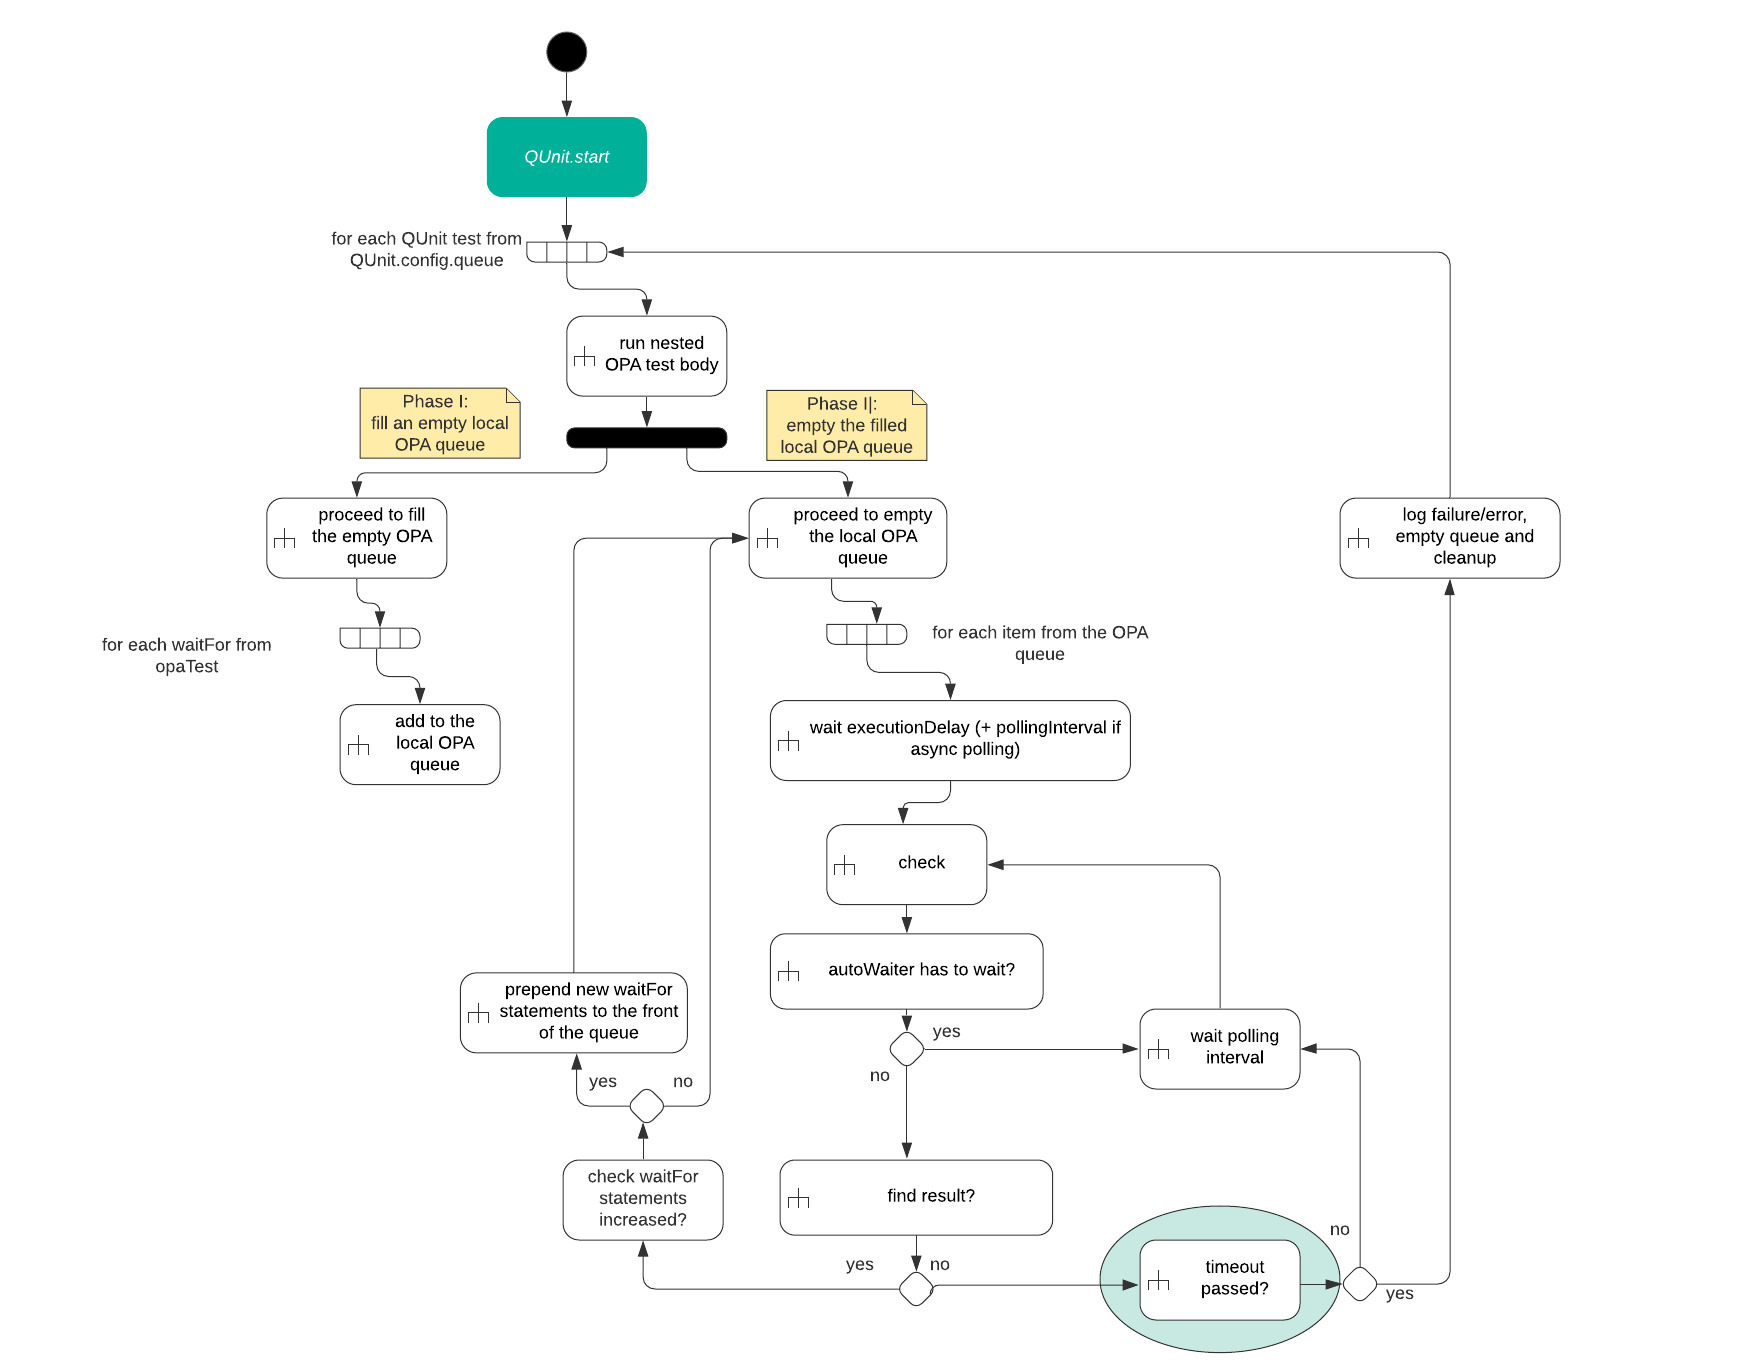 QUnit.start
for each QUnit test from
QUnit.config.queue
run nested
OPA test body
Phase I:
fill an empty local
OPA queue
Phase I|:
empty the filled
local OPA queue
proceed to fill
the empty OPA
queue
proceed to empty
the local OPA
queue
log failure/error,
empty queue and
cleanup
for each waitFor from
opaTest
for each item from the OPA
queue
add to the
local OPA
queue
wait executionDelay (+ pollingInterval if
async polling)
check
autoWaiter has to wait?
prepend new waitFor
statements to the front
of the queue
yes
no
wait polling
interval
yes
no
check waitFor
statements
increased?
find result?
yes
no
timeout
passed?
no
yes